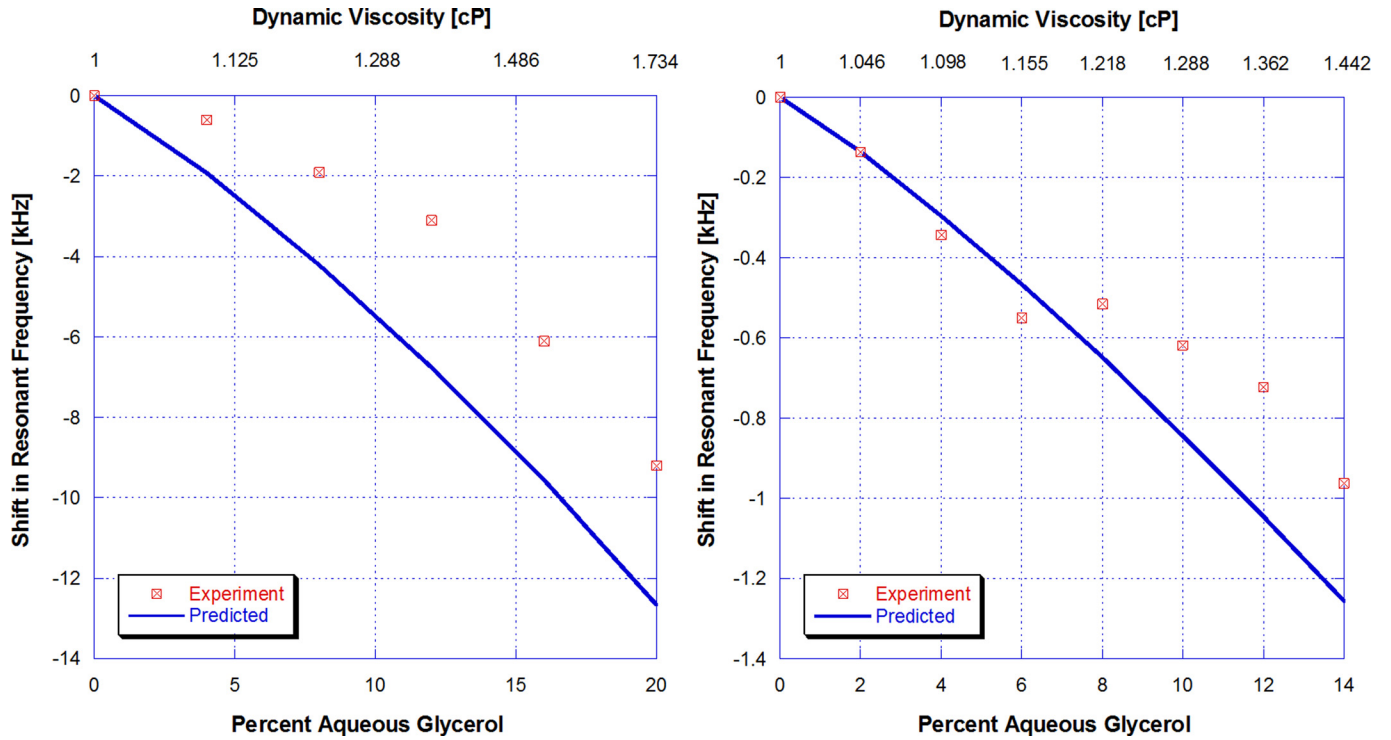 Dynamic Viscosity [cP]
1 1.125 1.288 1.486 1.734
0
-2
-4
-6
-8
-10
-12
-14
Shift in Resonant Frequency [kHz]
Experiment
Predicted
0 5 10 15 20
Percent Aqueous Glycerol
Dynamic Viscosity [cP]
1 1.046 1.098 1.155 1.218 1.288 1.362 1.442
0
-0.2
-0.4
-0.6
-0.8
-1
-1.2
-1.4
Shift in Resonant Frequency [kHz]
Experiment
Predicted
0 2 4 6 8 10 12 14
Percent Aqueous Glycerol